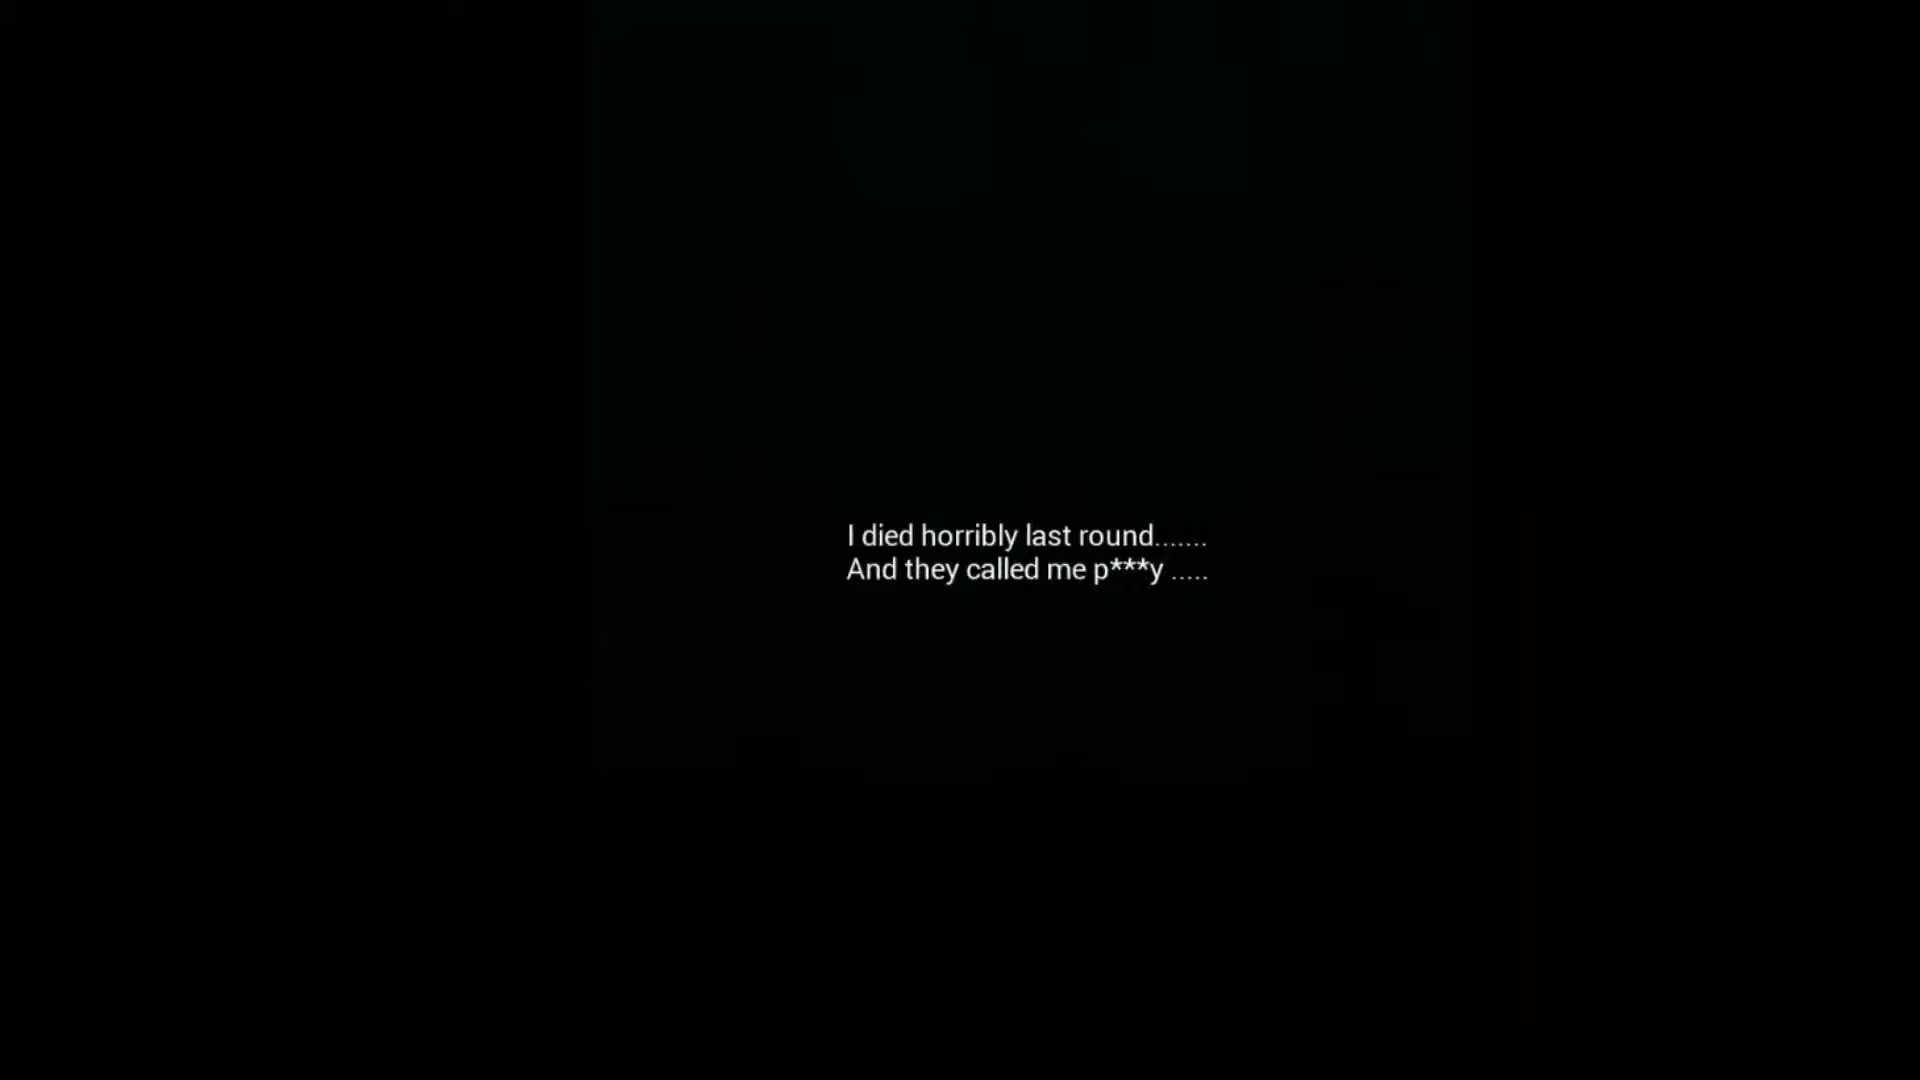 I died horribly last round.......
And they called me p***y .....